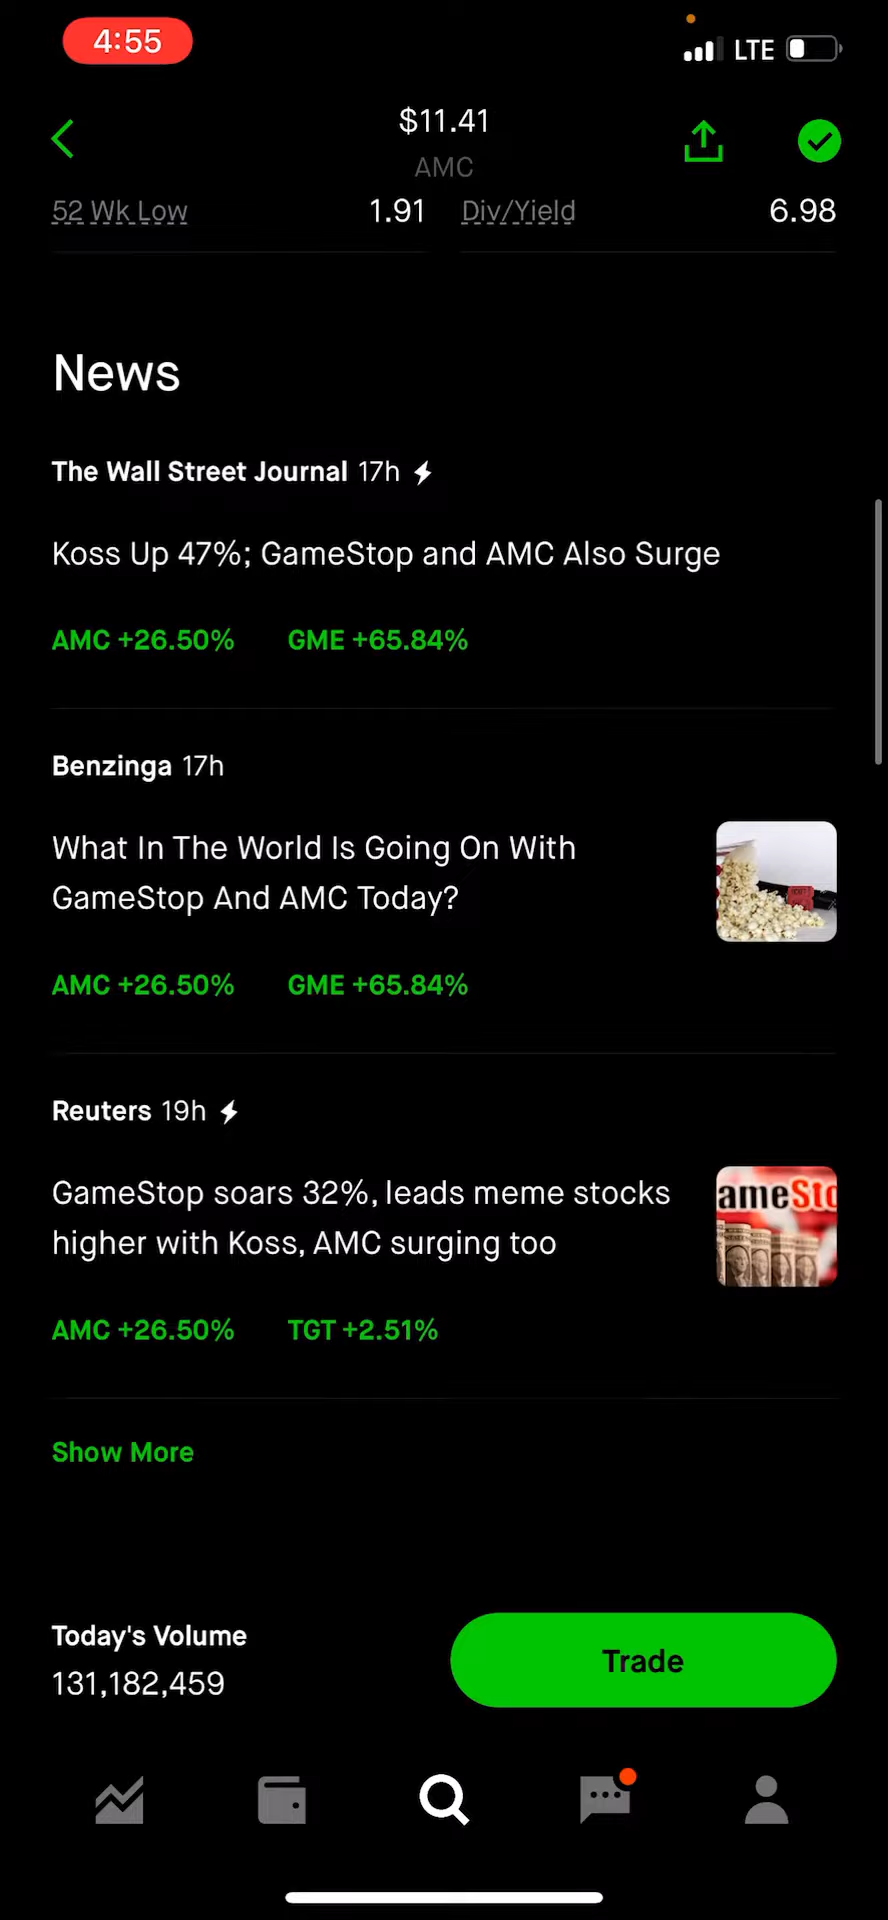 4:55
LTE
$11.41
AMC
52 Wk Low 1.91 Div/Yield 6.98
News
The Wall Street Journal 17h
Koss Up 47%; GameStop and AMC Also Surge
AMC +26.50% GME +65.84%
Benzinga 17h
What In The World Is Going On With
GameStop And AMC Today?
AMC +26.50% GME +65.84%
Reuters 19h
GameStop soars 32%, leads meme stocks
higher with Koss, AMC surging too
ameSto
AMC +26.50% TGT +2.51%
Show More
Today's Volume
131,182,459
Trade